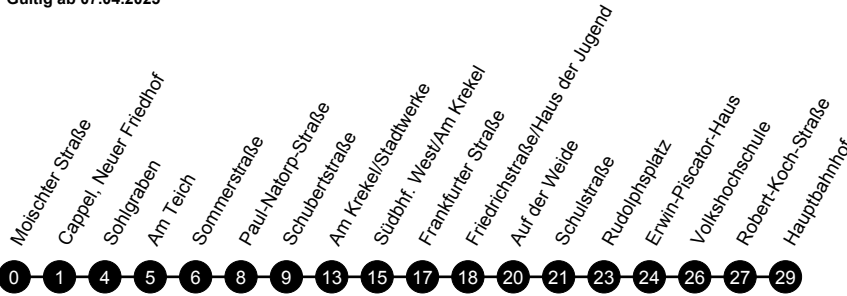 Gültig ab 07.04.2025
Moischter Straße
Cappel, Neuer Friedhof
Sohlgraben
Am Teich
Sommerstraße
Paul-Natorp-Straße
Schubertstraße
Am Krekel/Stadtwerke
Südbhf. West/Am Krekel
Frankfurter Straße
Friedrichstraße/Haus der Jugend
Auf der Weide
Schulstraße
Rudolphsplatz
Erwin-Piscator-Haus
Volkshochschule
Robert-Koch-Straße
Hauptbahnhof
0 1 4 5 6 8 9 13 15 17 18 20 21 23 24 26 27 29